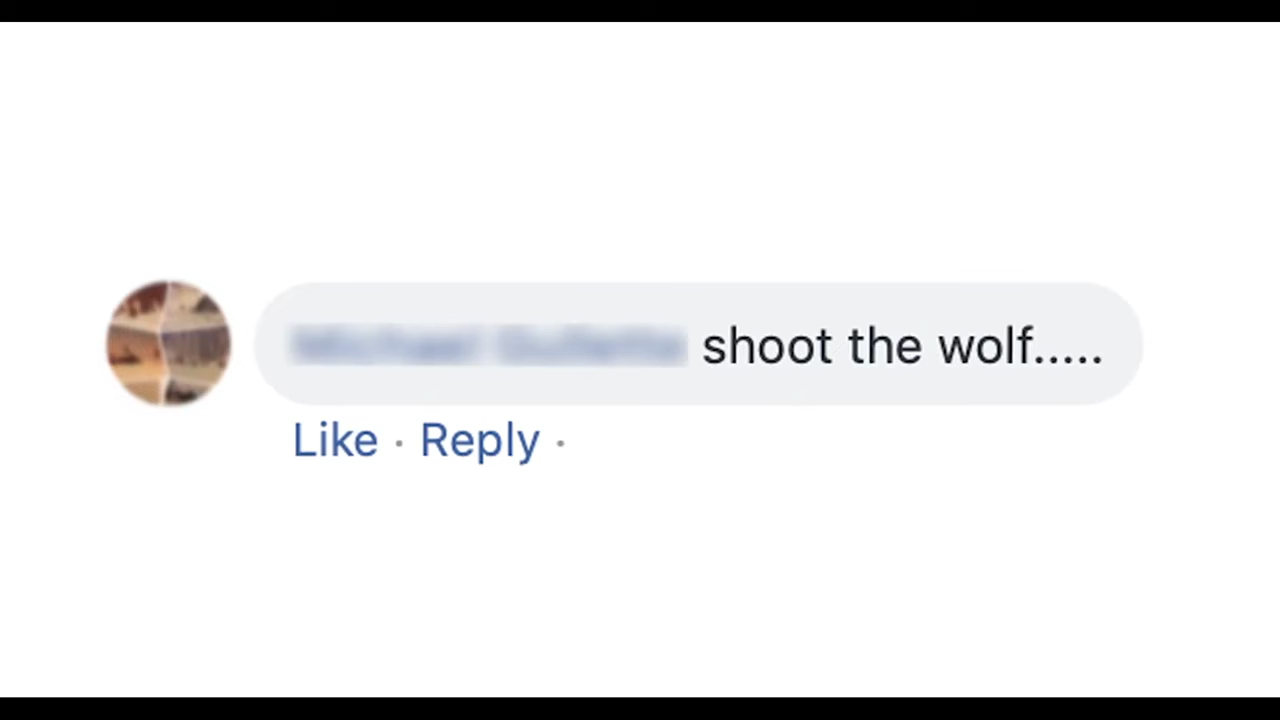 shoot the wolf.....
Like · Reply ·